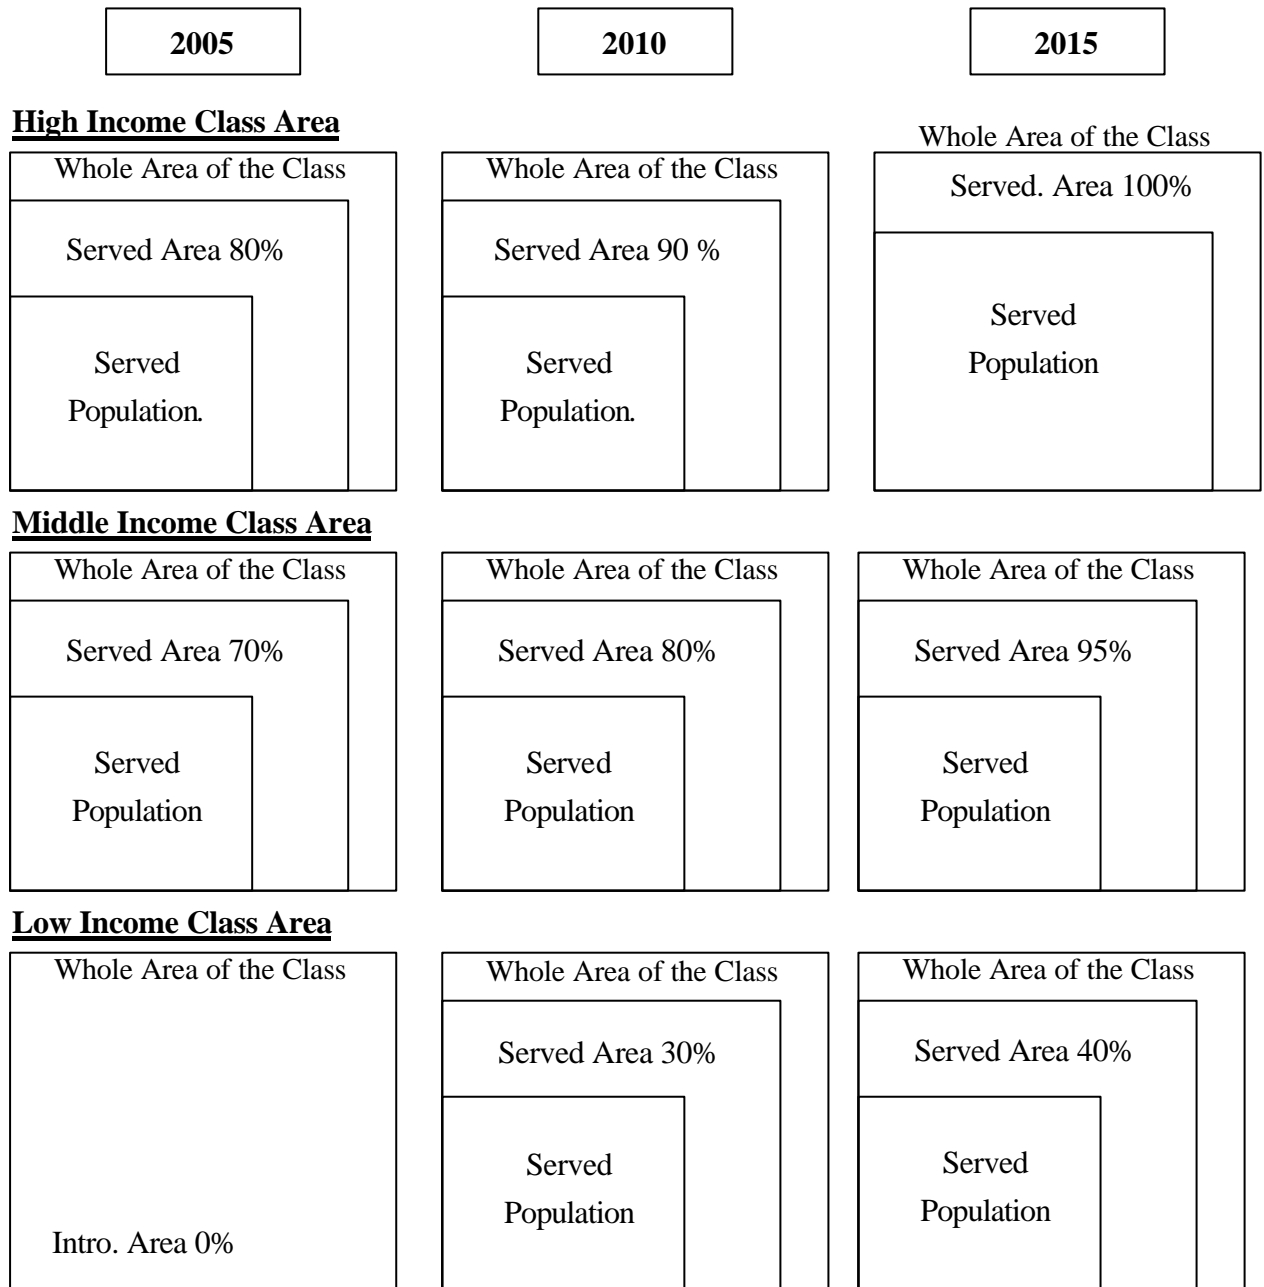 2005
2010
2015
High Income Class Area
Whole Area of the Class
Served Area 80%
Served
Population.
Whole Area of the Class
Served Area 90 %
Served
Population.
Whole Area of the Class
Served. Area 100%
Served
Population
Middle Income Class Area
Whole Area of the Class
Served Area 70%
Served
Population
Whole Area of the Class
Served Area 80%
Served
Population
Whole Area of the Class
Served Area 95%
Served
Population
Low Income Class Area
Whole Area of the Class
Intro. Area 0%
Whole Area of the Class
Served Area 30%
Served
Population
Whole Area of the Class
Served Area 40%
Served
Population